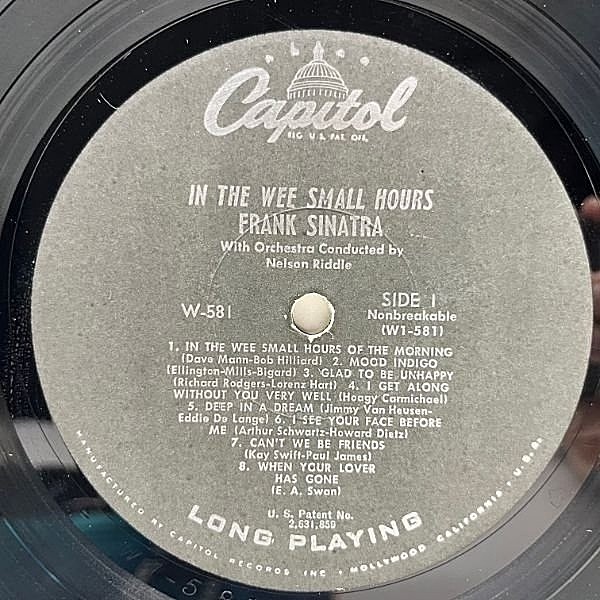 Capitol
REG. U.S. PAT. OFF.
IN THE WEE SMALL HOURS
FRANK SINATRA
With Orchestra Conducted by
Nelson Riddle
W-581
SIDE 1
Nonbreakable
(W1-581)
1. IN THE WEE SMALL HOURS OF THE MORNING
(Dave Mann-Bob Hilliard) 2. MOOD INDIGO
(Ellington-Mills-Bigard) 3. GLAD TO BE UNHAPPY
(Richard Rodgers-Lorenz Hart) 4. I GET ALONG
WITHOUT YOU VERY WELL (Hoagy Carmichael)
5. DEEP IN A DREAM (Jimmy Van Heusen-
Eddie De Lange) 6. I SEE YOUR FACE BEFORE
ME (Arthur Schwartz-Howard Dietz)
7. CAN'T WE BE FRIENDS
(Kay Swift-Paul James)
8. WHEN YOUR LOVER
HAS GONE
(E. A. Swan)
U. S. Patent No.
2,631,859
LONG PLAYING
MANUFACTURED BY CAPITOL RECORDS INC • HOLLYWOOD CALIFORNIA • U.S.A.